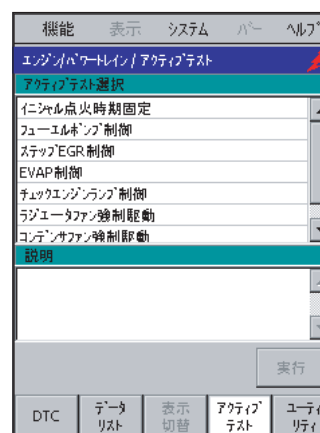 機能 表示 システム バー ヘルプ
エンジン/パワートレイン / アクティブテスト
アクティブテスト選択
イニシャル点火時期固定
フューエルポンプ制御
ステップEGR制御
EVAP制御
チェックエンジンランプ制御
ラジエータファン強制駆動
コンデンサファン強制駆動
説明
実行
DTC データ 表示 アクティブ ユーティ
リスト 切替 テスト リティ